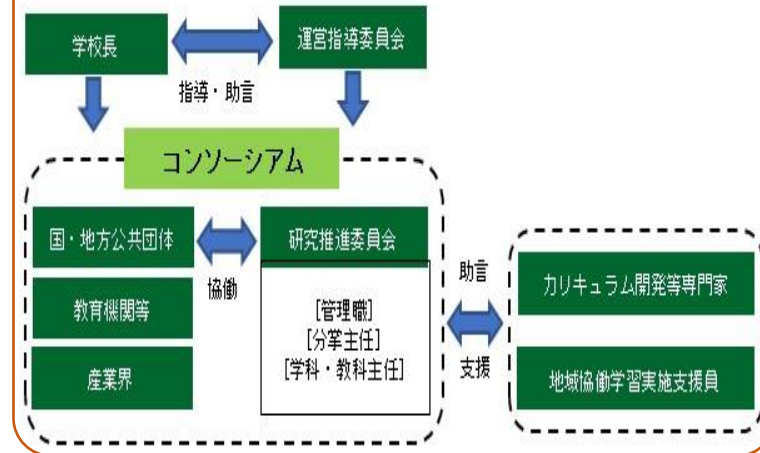 学校長
運営指導委員会
指導・助言
コンソーシアム
国・地方公共団体
研究推進委員会
協働
教育機関等
産業界
[管理職]
[分掌主任]
[学科・教科主任]
助言
支援
カリキュラム開発等専門家
地域協働学習実施支援員